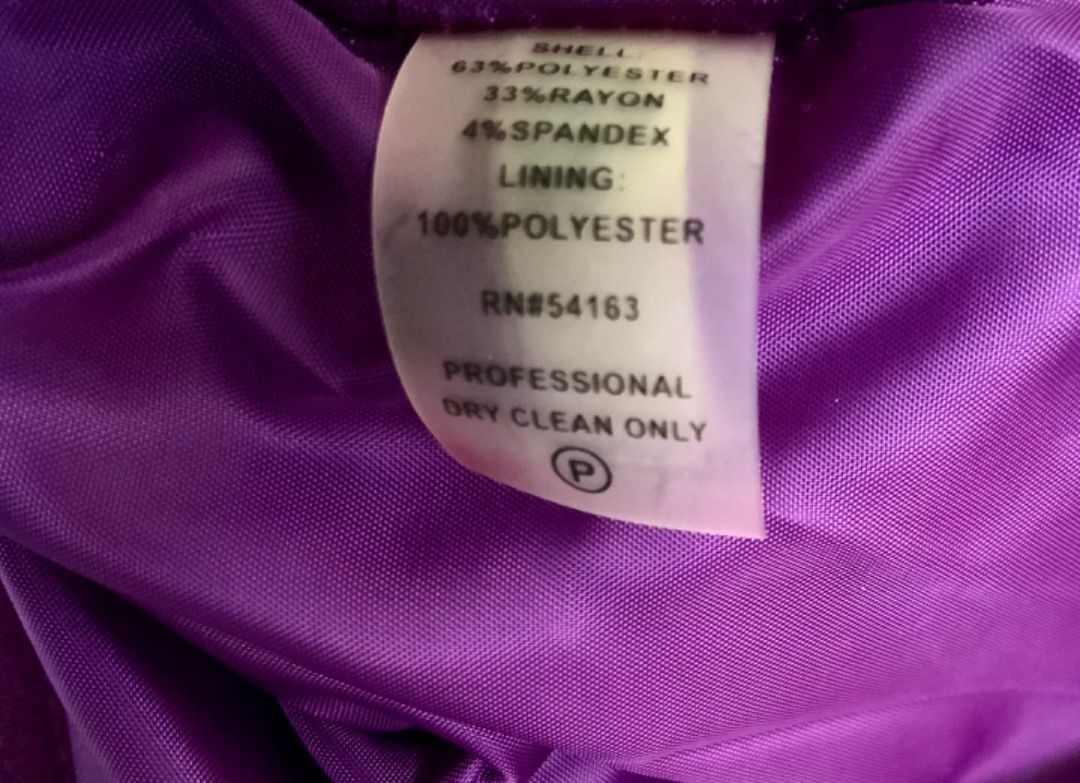 SHELL:
63%POLYESTER
33%RAYON
4%SPANDEX
LINING:
100%POLYESTER
RN#54163
PROFESSIONAL
DRY CLEAN ONLY
P